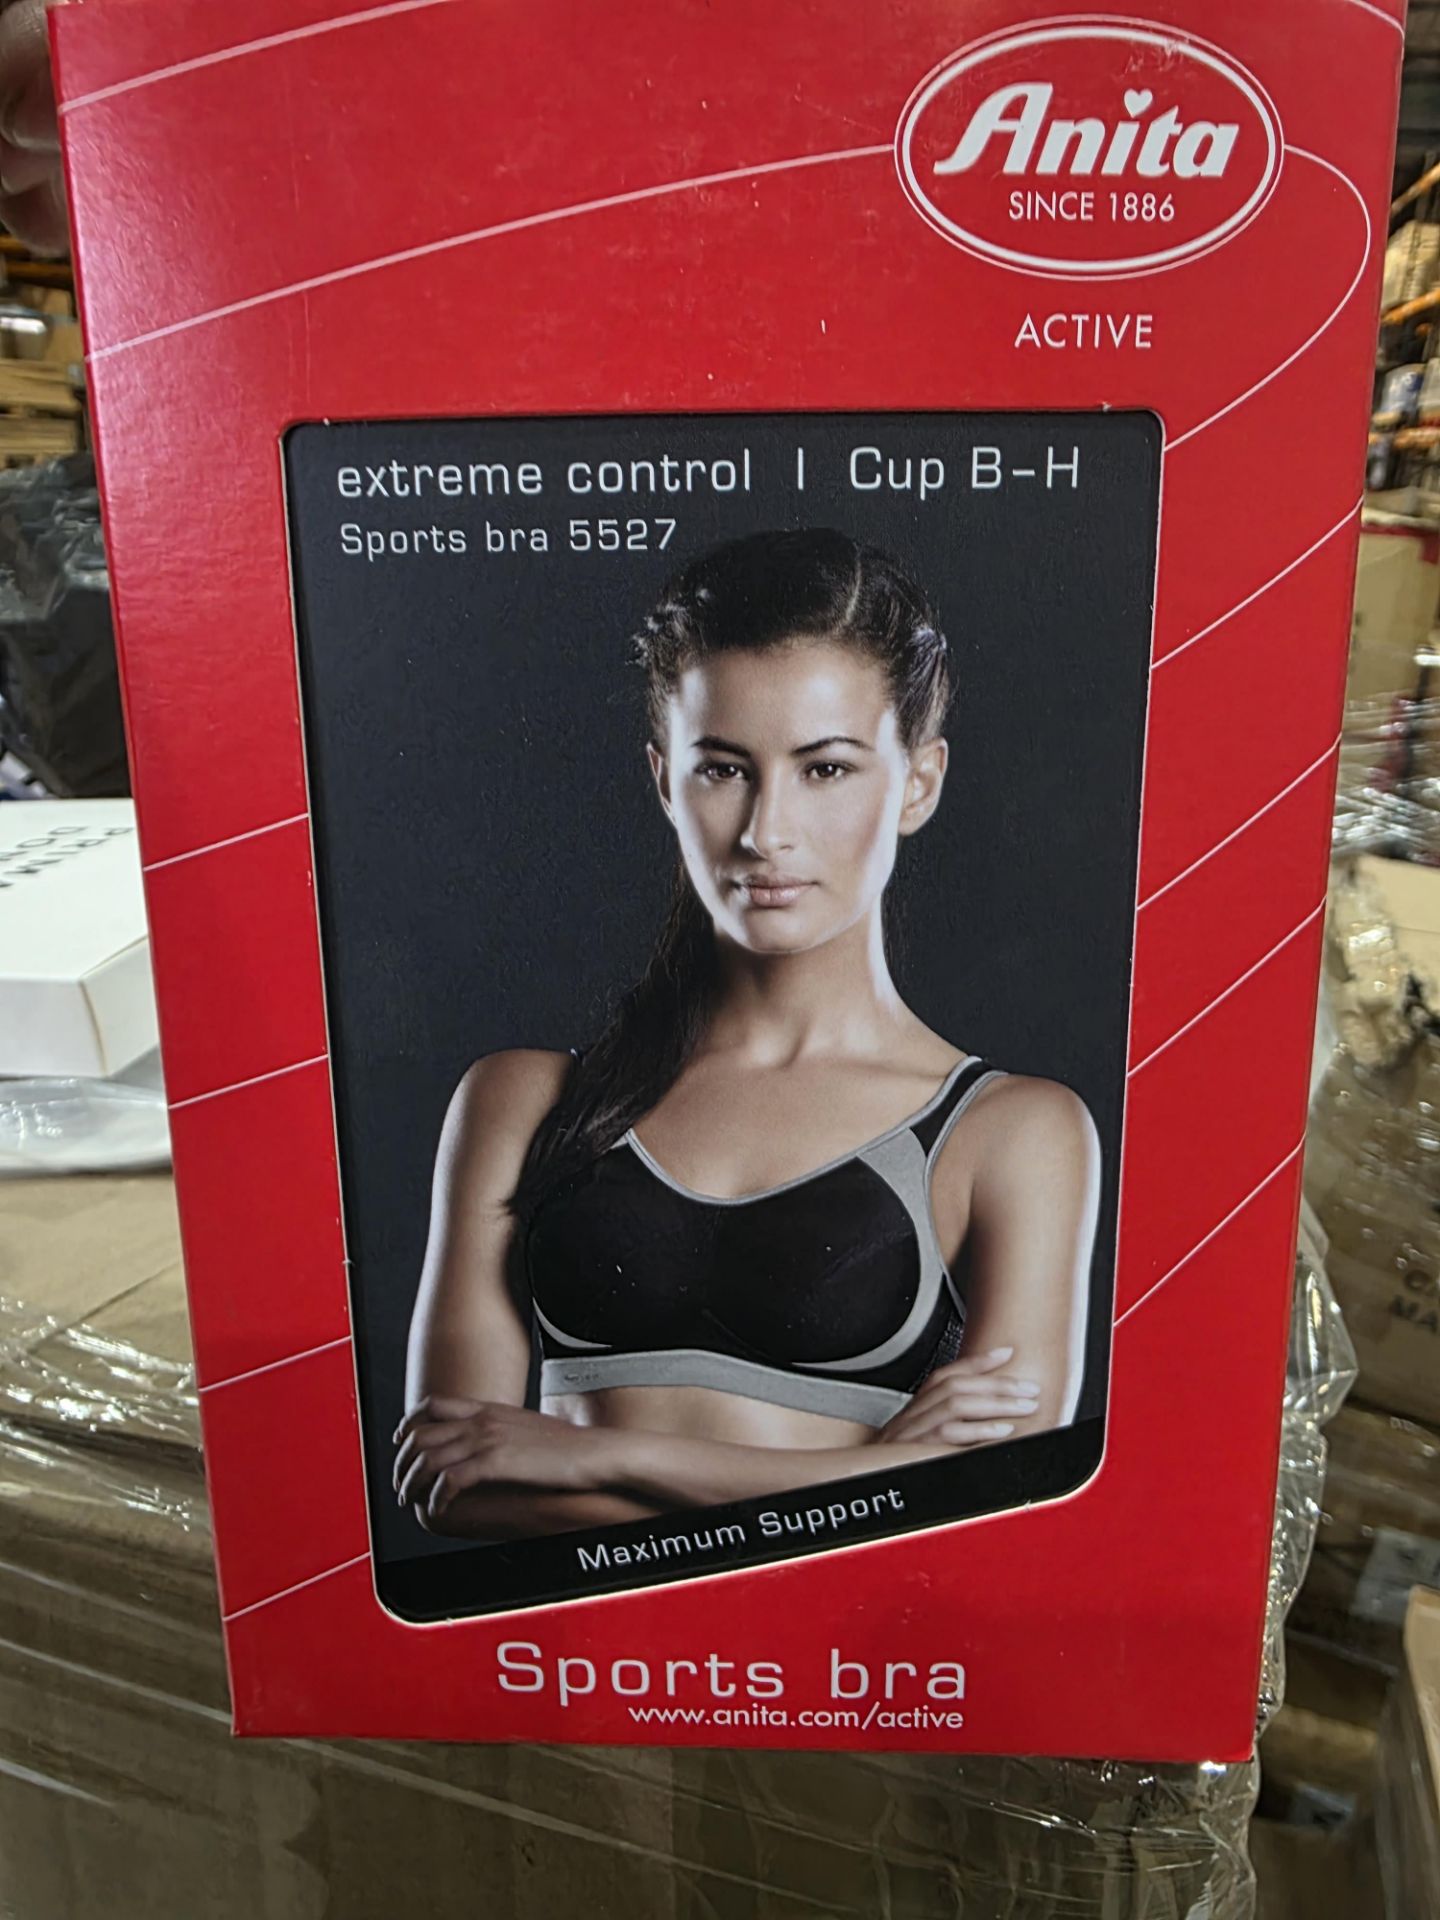 Anita
SINCE 1886
ACTIVE
extreme control | Cup B-H
Sports bra 5527
Maximum Support
Sports bra
www.anita.com/active